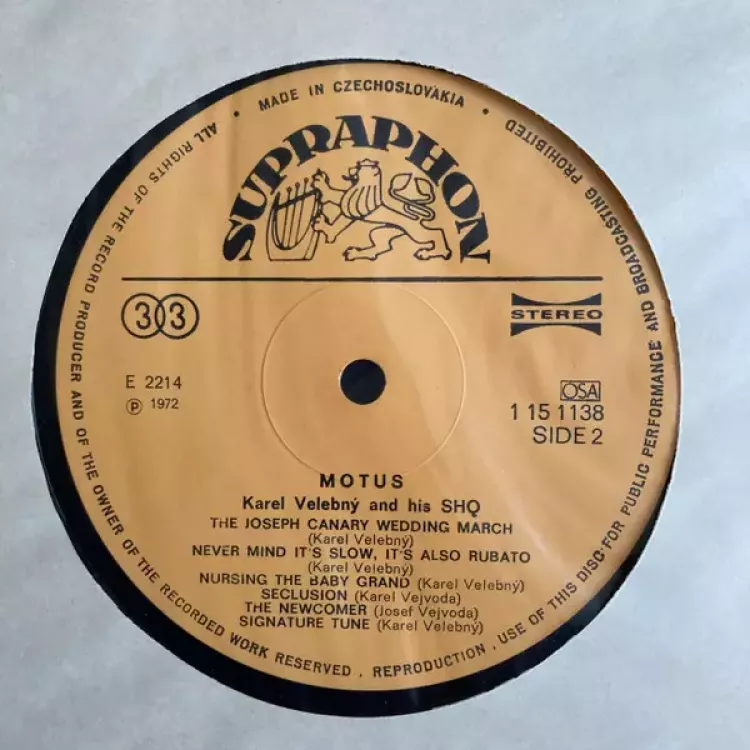 ALL RIGHTS OF THE RECORD PRODUCER AND OF THE OWNER OF THE RECORDED WORK RESERVED . REPRODUCTION . USE OF THIS DISC FOR PUBLIC PERFORMANCE AND BROADCASTING PROHIBITED
• MADE IN CZECHOSLOVAKIA •
SUPRAPHON
33
STEREO
E 2214
℗ 1972
OSA
1 15 1138
SIDE 2
MOTUS
Karel Velebný and his SHQ
THE JOSEPH CANARY WEDDING MARCH
(Karel Velebný)
NEVER MIND IT'S SLOW, IT'S ALSO RUBATO
(Karel Velebný)
NURSING THE BABY GRAND (Karel Velebný)
SECLUSION (Karel Vejvoda)
THE NEWCOMER (Josef Vejvoda)
SIGNATURE TUNE (Karel Velebný)